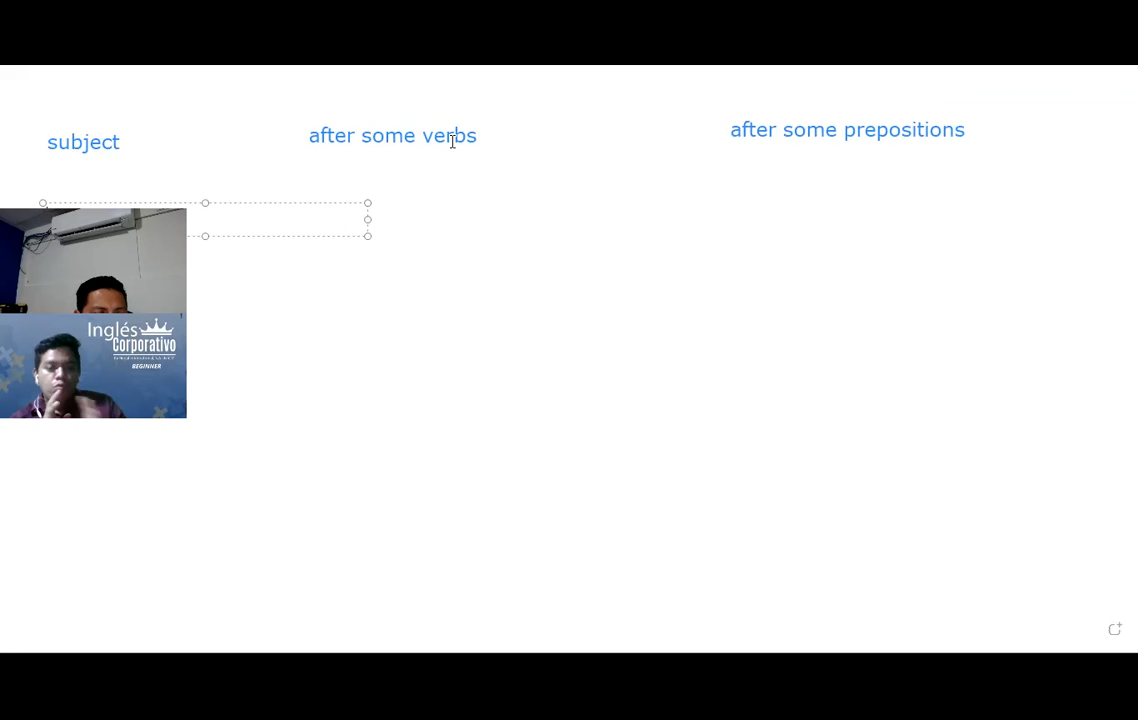 subject
after some verbs
after some prepositions
Inglés
Corporativo
BEGINNER